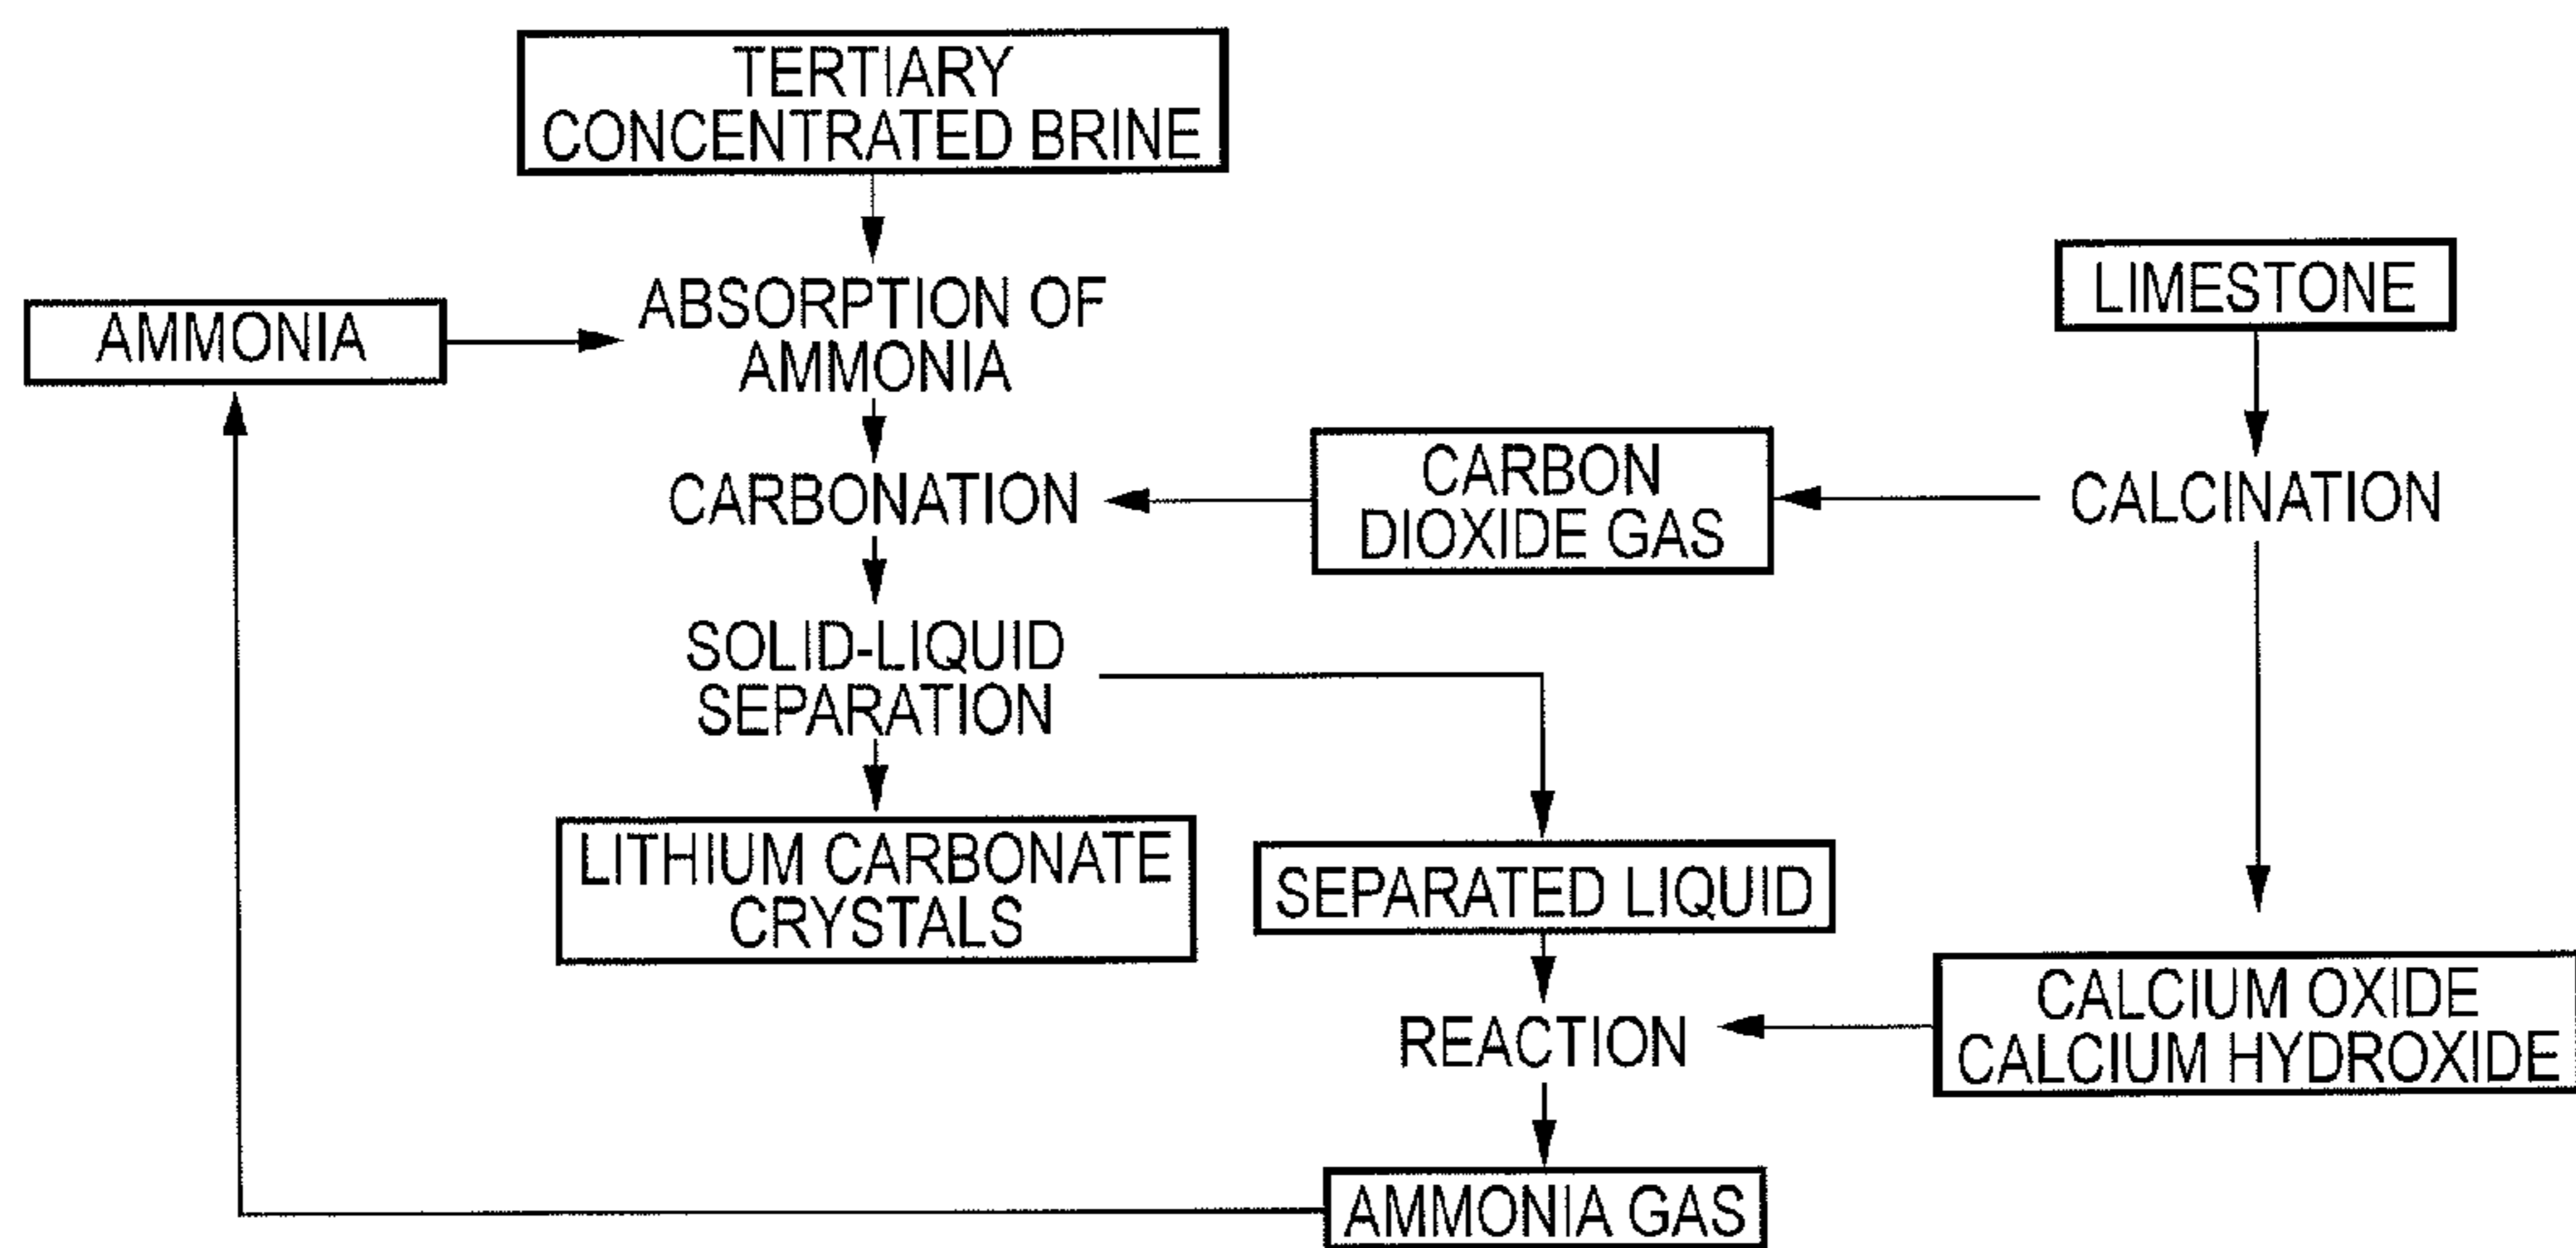 TERTIARY
CONCENTRATED BRINE
AMMONIA
ABSORPTION OF
AMMONIA
LIMESTONE
CARBONATION
CARBON
DIOXIDE GAS
CALCINATION
SOLID-LIQUID
SEPARATION
LITHIUM CARBONATE
CRYSTALS
SEPARATED LIQUID
REACTION
CALCIUM OXIDE
CALCIUM HYDROXIDE
AMMONIA GAS